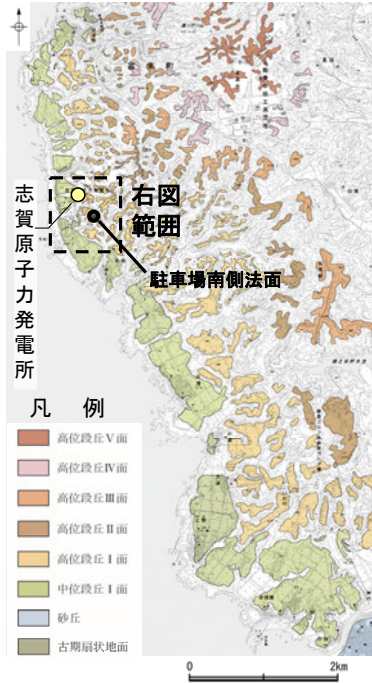 右図
範囲
志賀原子力発電所
駐車場南側法面
凡 例
高位段丘Ⅴ面
高位段丘Ⅳ面
高位段丘Ⅲ面
高位段丘Ⅱ面
高位段丘Ⅰ面
中位段丘Ⅰ面
砂丘
古期扇状地面
0 2km